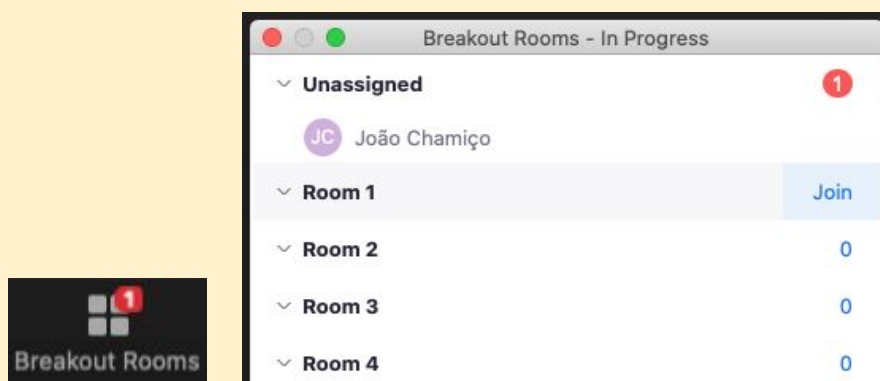 Breakout Rooms - In Progress
Unassigned 1
JC João Chamiço
Room 1 Join
Room 2 0
Room 3 0
Room 4 0
1
Breakout Rooms